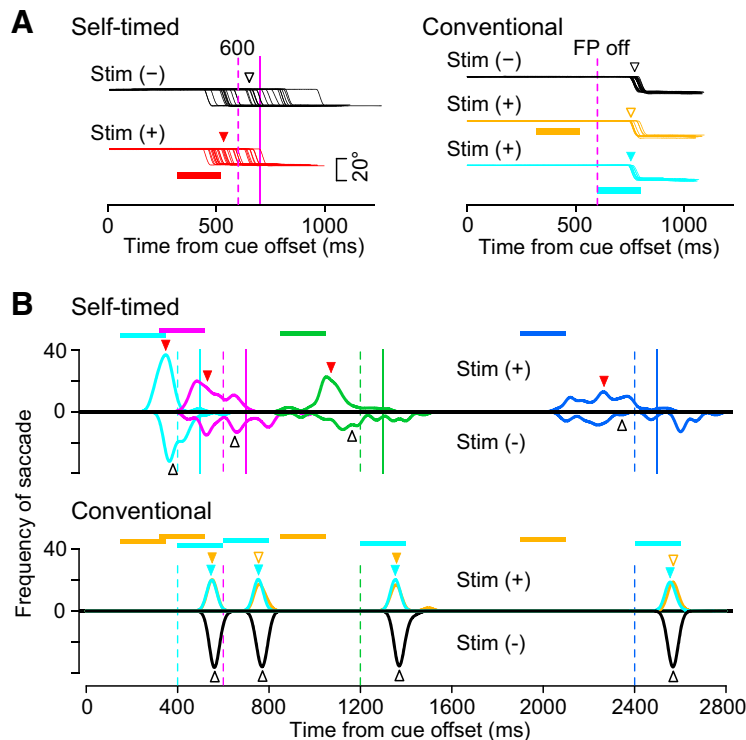 A
Self-timed
600
Stim (−)
Stim (+)
20°
0 500 1000
Time from cue offset (ms)
Conventional
FP off
Stim (−)
Stim (+)
Stim (+)
0 500 1000
Time from cue offset (ms)
B
Self-timed
40
0
Stim (+)
Stim (-)
Frequency of saccade
Conventional
40
0
Stim (+)
Stim (-)
0 400 800 1200 1600 2000 2400 2800
Time from cue offset (ms)